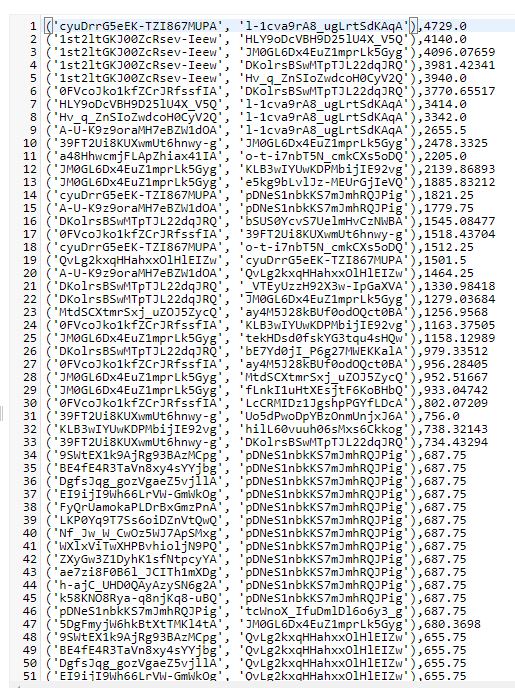 1 ('cyuDrrG5eEK-TZI867MUPA', 'l-1cva9rA8_ugLrtSdKAqA'),4729.0
2 ('1st2ltGKJ00ZcRsev-Ieew', 'HLY9oDcVBH9D25lU4X_V5Q'),4140.0
3 ('1st2ltGKJ00ZcRsev-Ieew', 'JM0GL6Dx4EuZ1mprLk5Gyg'),4096.07659
4 ('1st2ltGKJ00ZcRsev-Ieew', 'DKolrsBSwMTpTJL22dqJRQ'),3981.42341
5 ('1st2ltGKJ00ZcRsev-Ieew', 'Hv_q_ZnSIoZwdcoH0CyV2Q'),3940.0
6 ('0FVcoJko1kfZCrJRfssfIA', 'DKolrsBSwMTpTJL22dqJRQ'),3770.65517
7 ('HLY9oDcVBH9D25lU4X_V5Q', 'l-1cva9rA8_ugLrtSdKAqA'),3414.0
8 ('Hv_q_ZnSIoZwdcoH0CyV2Q', 'l-1cva9rA8_ugLrtSdKAqA'),3342.0
9 ('A-U-K9z9oraMH7eBZW1dOA', 'l-1cva9rA8_ugLrtSdKAqA'),2655.5
10 ('39FT2Ui8KUXwmUt6hnwy-g', 'JM0GL6Dx4EuZ1mprLk5Gyg'),2478.3325
11 ('a48HhwcmjFLApZhiax41IA', 'o-t-i7nbT5N_cmkCXs5oDQ'),2205.0
12 ('JM0GL6Dx4EuZ1mprLk5Gyg', 'KLB3wIYUwKDPMbijIE92vg'),2139.86893
13 ('JM0GL6Dx4EuZ1mprLk5Gyg', 'e5kg9bLvlJz-MEUrGjIeVQ'),1885.83212
14 ('cyuDrrG5eEK-TZI867MUPA', 'pDNeS1nbkKS7mJmhRQJPig'),1821.25
15 ('A-U-K9z9oraMH7eBZW1dOA', 'pDNeS1nbkKS7mJmhRQJPig'),1779.75
16 ('DKolrsBSwMTpTJL22dqJRQ', 'bSUS0YcvS7UelmHvCzNWBA'),1545.08477
17 ('0FVcoJko1kfZCrJRfssfIA', '39FT2Ui8KUXwmUt6hnwy-g'),1518.43704
18 ('cyuDrrG5eEK-TZI867MUPA', 'o-t-i7nbT5N_cmkCXs5oDQ'),1512.25
19 ('QvLg2kxqHHahxxOlHlEIZw', 'cyuDrrG5eEK-TZI867MUPA'),1501.5
20 ('A-U-K9z9oraMH7eBZW1dOA', 'QvLg2kxqHHahxxOlHlEIZw'),1464.25
21 ('DKolrsBSwMTpTJL22dqJRQ', '_VTEyUzzH92X3w-IpGaXVA'),1330.98418
22 ('DKolrsBSwMTpTJL22dqJRQ', 'JM0GL6Dx4EuZ1mprLk5Gyg'),1279.03684
23 ('MtdSCXtmrSxj_uZOJ5ZycQ', 'ay4M5J28kBUf0odOQct0BA'),1256.9568
24 ('0FVcoJko1kfZCrJRfssfIA', 'KLB3wIYUwKDPMbijIE92vg'),1163.37505
25 ('JM0GL6Dx4EuZ1mprLk5Gyg', 'tekHDsd0fskYG3tqu4sHQw'),1158.12989
26 ('DKolrsBSwMTpTJL22dqJRQ', 'bE7Yd0jI_P6g27MWEKKalA'),979.33512
27 ('0FVcoJko1kfZCrJRfssfIA', 'ay4M5J28kBUf0odOQct0BA'),956.28405
28 ('JM0GL6Dx4EuZ1mprLk5Gyg', 'MtdSCXtmrSxj_uZOJ5ZycQ'),952.51667
29 ('JM0GL6Dx4EuZ1mprLk5Gyg', 'fLnkI1uHtXEsjtF6KoBHbQ'),933.04742
30 ('0FVcoJko1kfZCrJRfssfIA', 'LcCRMIDz1JgshpPGYfLDcA'),802.07209
31 ('39FT2Ui8KUXwmUt6hnwy-g', 'Uo5dPwoDpYBzOnmUnjxJ6A'),756.0
32 ('KLB3wIYUwKDPMbijIE92vg', 'hilL60vuuh06sMxs6Ckkog'),738.32143
33 ('39FT2Ui8KUXwmUt6hnwy-g', 'DKolrsBSwMTpTJL22dqJRQ'),734.43294
34 ('9SWtEX1k9AjRg93BAzMCpg', 'pDNeS1nbkKS7mJmhRQJPig'),687.75
35 ('BE4fE4R3TaVn8xy4sYYjbg', 'pDNeS1nbkKS7mJmhRQJPig'),687.75
36 ('DgfsJqg_gozVgaeZ5vjllA', 'pDNeS1nbkKS7mJmhRQJPig'),687.75
37 ('EI9ijI9Wh66LrVW-GmWkOg', 'pDNeS1nbkKS7mJmhRQJPig'),687.75
38 ('FyQrUamokaPLDrBxGmzPnA', 'pDNeS1nbkKS7mJmhRQJPig'),687.75
39 ('LKP0Yq9T7Ss6oiDZnVtQwQ', 'pDNeS1nbkKS7mJmhRQJPig'),687.75
40 ('Nf_Jw_W_CwOz5WJ7ApSMxg', 'pDNeS1nbkKS7mJmhRQJPig'),687.75
41 ('WXlxViTwXHPBvhioljN9PQ', 'pDNeS1nbkKS7mJmhRQJPig'),687.75
42 ('ZXyGw3Z1DyhK1sfNtpcyYA', 'pDNeS1nbkKS7mJmhRQJPig'),687.75
43 ('ae7zi8F0B6l_JCITh1mXDg', 'pDNeS1nbkKS7mJmhRQJPig'),687.75
44 ('h-ajC_UHD0QAyAzySN6g2A', 'pDNeS1nbkKS7mJmhRQJPig'),687.75
45 ('k58KNO8Rya-q8njKq8-uBQ', 'pDNeS1nbkKS7mJmhRQJPig'),687.75
46 ('pDNeS1nbkKS7mJmhRQJPig', 'tcWnoX_IfuDmlDl6o6y3_g'),687.75
47 ('5DgFmyjW6hkBtXtTMKl4tA', 'JM0GL6Dx4EuZ1mprLk5Gyg'),680.3698
48 ('9SWtEX1k9AjRg93BAzMCpg', 'QvLg2kxqHHahxxOlHlEIZw'),655.75
49 ('BE4fE4R3TaVn8xy4sYYjbg', 'QvLg2kxqHHahxxOlHlEIZw'),655.75
50 ('DgfsJqg_gozVgaeZ5vjllA', 'QvLg2kxqHHahxxOlHlEIZw'),655.75
51 ('EI9ijI9Wh66LrVW-GmWkOg', 'QvLg2kxqHHahxxOlHlEIZw'),655.75